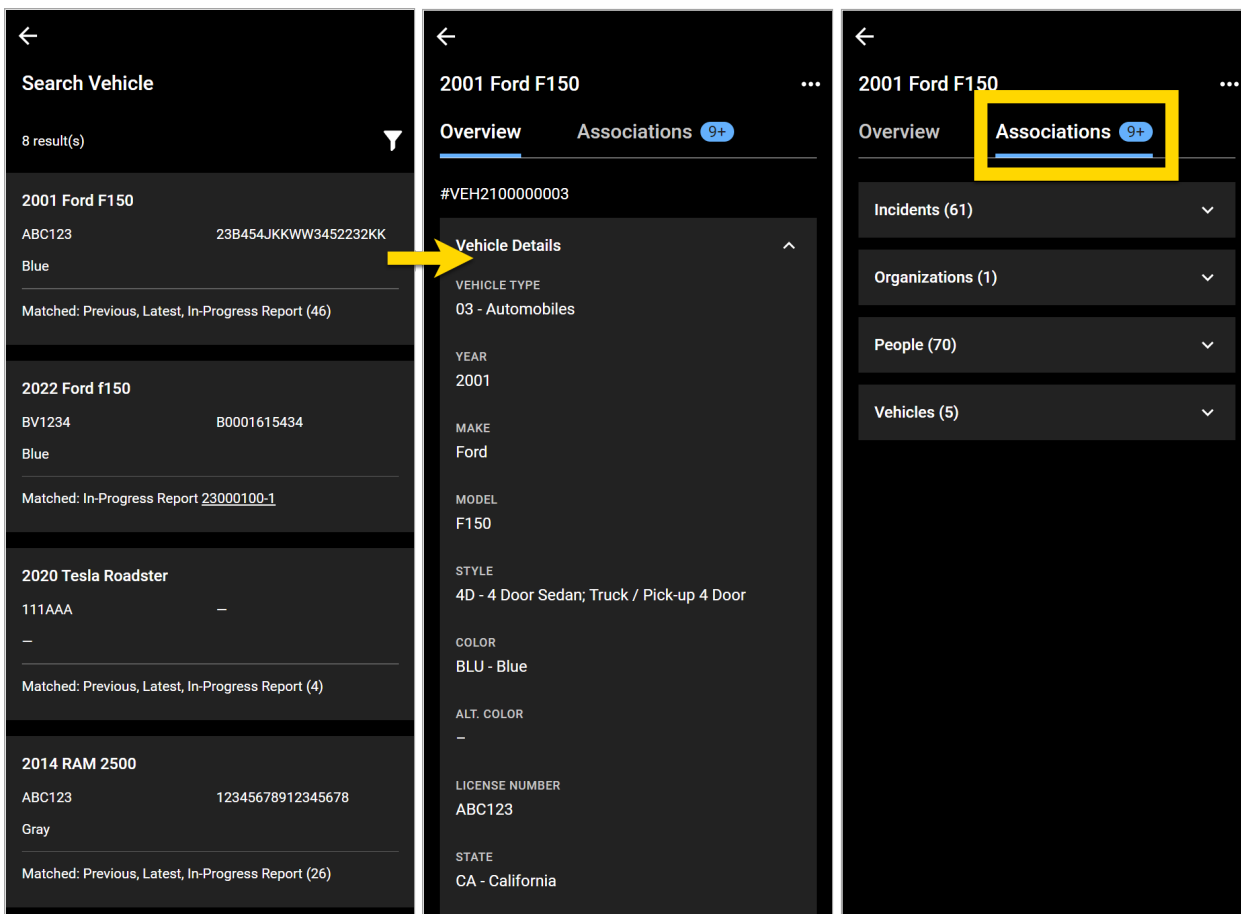 Search Vehicle
8 result(s)
2001 Ford F150
ABC123 23B454JKKWW3452232KK
Blue
Matched: Previous, Latest, In-Progress Report (46)
2022 Ford f150
BV1234 B0001615434
Blue
Matched: In-Progress Report 23000100-1
2020 Tesla Roadster
111AAA –
–
Matched: Previous, Latest, In-Progress Report (4)
2014 RAM 2500
ABC123 12345678912345678
Gray
Matched: Previous, Latest, In-Progress Report (26)
2001 Ford F150
Overview Associations 9+
#VEH2100000003
Vehicle Details
VEHICLE TYPE
03 - Automobiles
YEAR
2001
MAKE
Ford
MODEL
F150
STYLE
4D - 4 Door Sedan; Truck / Pick-up 4 Door
COLOR
BLU - Blue
ALT. COLOR
–
LICENSE NUMBER
ABC123
STATE
CA - California
2001 Ford F150
Overview Associations 9+
Incidents (61)
Organizations (1)
People (70)
Vehicles (5)